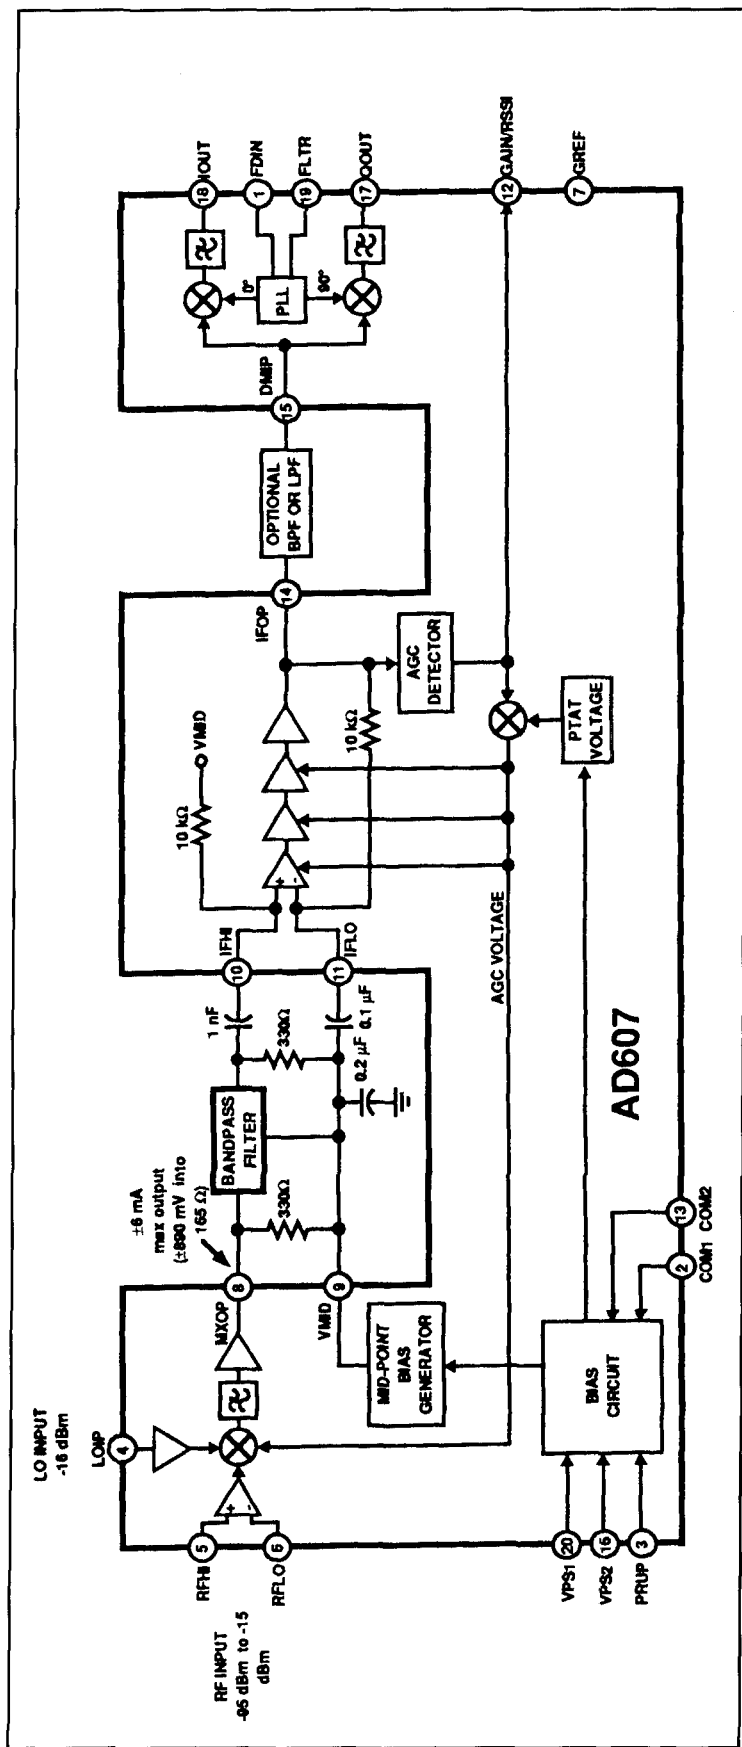 LO INPUT
-16 dBm
LOIP
4
RF INPUT
-95 dBm to -15
dBm
RFHI
5
RFLO
6
+
-
MXOP
8
VMID
9
±6 mA
max output
(±890 mV into
165 Ω)
330Ω
BANDPASS
FILTER
330Ω
1 nF
0.1 µF
0.2 µF
IFHI
10
IFLO
11
+
-
10 kΩ
VMID
10 kΩ
IFOP
14
OPTIONAL
BPF OR LPF
15
DMIP
PLL
0°
90°
18
IOUT
1
FDIN
19
FLTR
17
QOUT
AGC
DETECTOR
12
GAIN/RSSI
7
GREF
PTAT
VOLTAGE
AGC VOLTAGE
MID-POINT
BIAS
GENERATOR
BIAS
CIRCUIT
VPS1
20
VPS2
16
PRUP
3
2
COM1
13
COM2
AD607